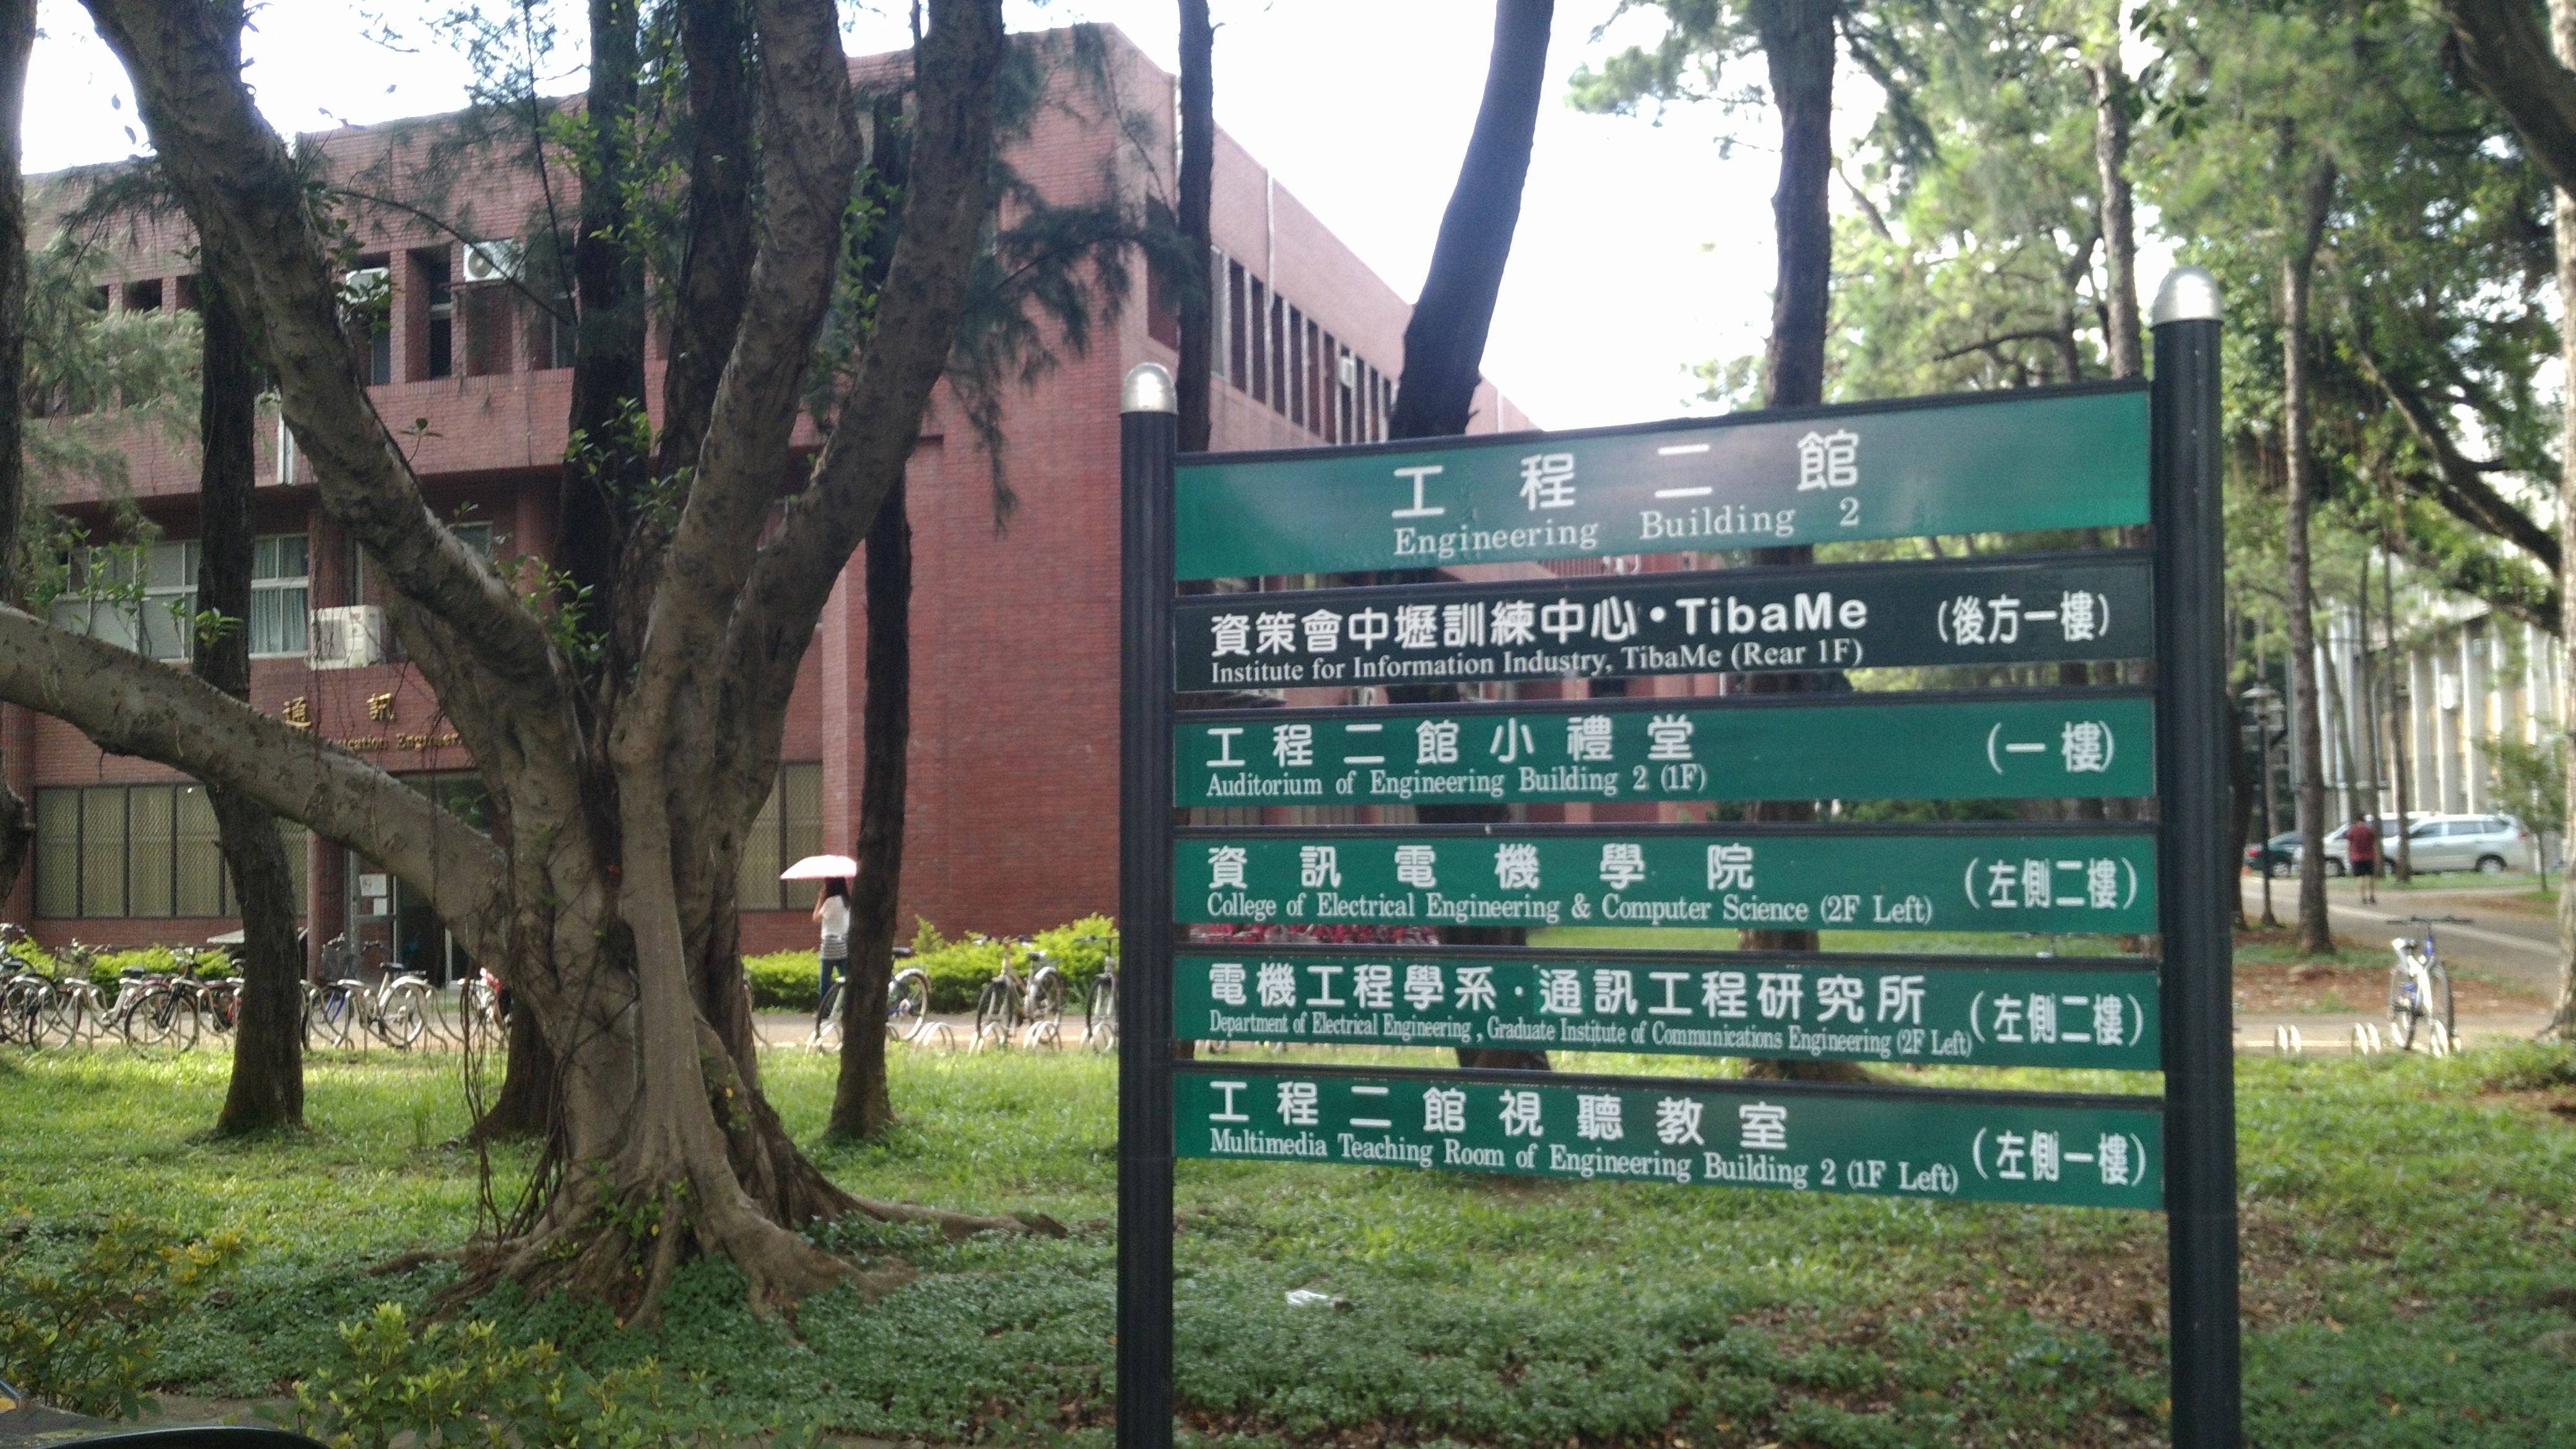 工程二館
Engineering Building 2
資策會中壢訓練中心·TibaMe (後方一樓)
Institute for Information Industry, TibaMe (Rear 1F)
工程二館小禮堂 (一樓)
Auditorium of Engineering Building 2 (1F)
資訊電機學院 (左側二樓)
College of Electrical Engineering & Computer Science (2F Left)
電機工程學系·通訊工程研究所 (左側二樓)
Department of Electrical Engineering , Graduate Institute of Communications Engineering (2F Left)
工程二館視聽教室 (左側一樓)
Multimedia Teaching Room of Engineering Building 2 (1F Left)
通訊